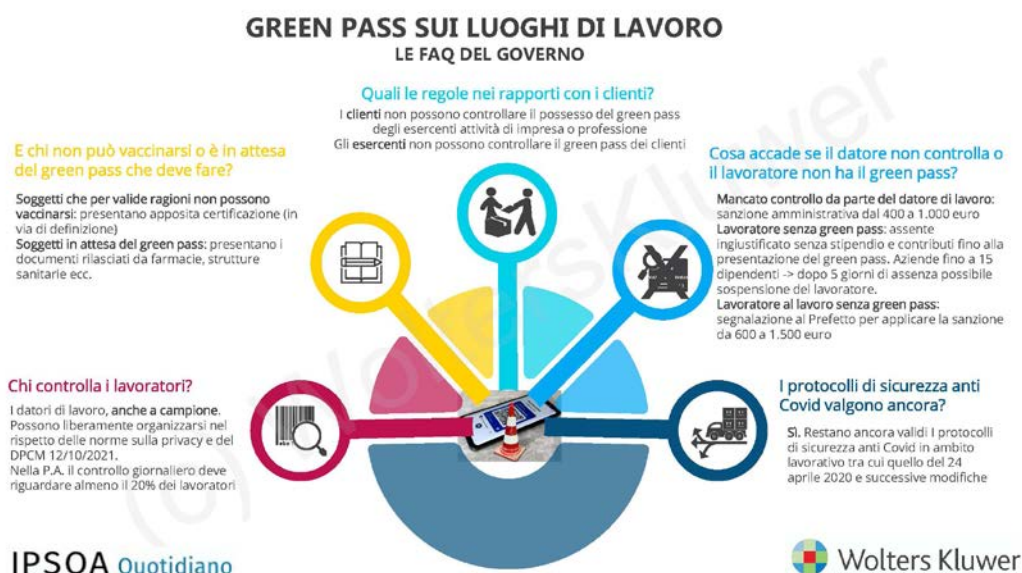 GREEN PASS SUI LUOGHI DI LAVORO
LE FAQ DEL GOVERNO
Quali le regole nei rapporti con i clienti?
I clienti non possono controllare il possesso del green pass
degli esercenti attività di impresa o professione
Gli esercenti non possono controllare il green pass dei clienti
E chi non può vaccinarsi o è in attesa
del green pass che deve fare?
Soggetti che per valide ragioni non possono
vaccinarsi: presentano apposita certificazione (in
via di definizione)
Soggetti in attesa del green pass: presentano i
documenti rilasciati da farmacie, strutture
sanitarie ecc.
Cosa accade se il datore non controlla o
il lavoratore non ha il green pass?
Mancato controllo da parte del datore di lavoro:
sanzione amministrativa dal 400 a 1.000 euro
Lavoratore senza green pass: assente
ingiustificato senza stipendio e contributi fino alla
presentazione del green pass. Aziende fino a 15
dipendenti -> dopo 5 giorni di assenza possibile
sospensione del lavoratore.
Lavoratore al lavoro senza green pass:
segnalazione al Prefetto per applicare la sanzione
da 600 a 1.500 euro
Chi controlla i lavoratori?
I datori di lavoro, anche a campione.
Possono liberamente organizzarsi nel
rispetto delle norme sulla privacy e del
DPCM 12/10/2021.
Nella P.A. il controllo giornaliero deve
riguardare almeno il 20% dei lavoratori
I protocolli di sicurezza anti
Covid valgono ancora?
Sì. Restano ancora validi I protocolli
di sicurezza anti Covid in ambito
lavorativo tra cui quello del 24
aprile 2020 e successive modifiche
(c) Wolters Kluwer
IPSOA Quotidiano
Wolters Kluwer